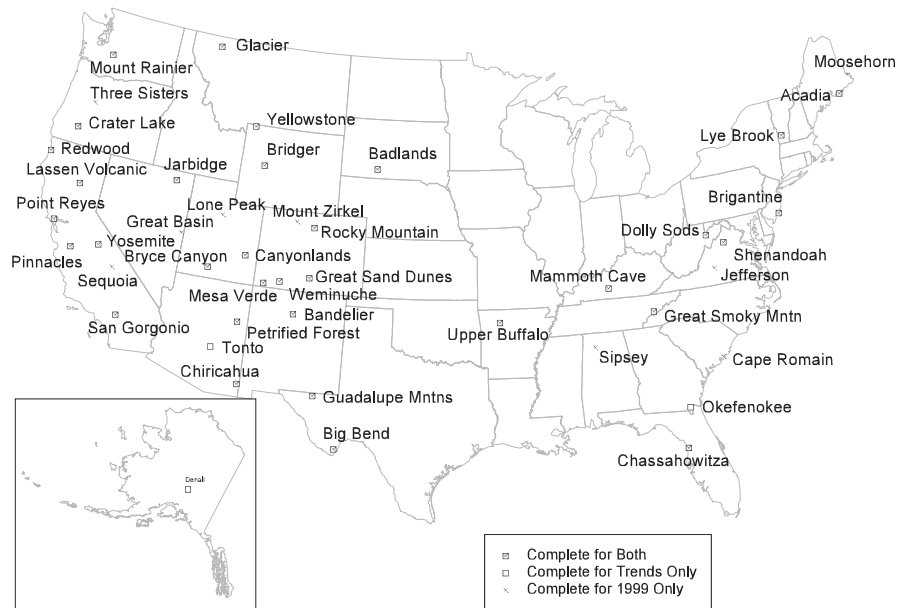 Glacier
Moosehorn
Mount Rainier
Three Sisters
Acadia
Crater Lake
Yellowstone
Lye Brook
Redwood
Bridger
Badlands
Lassen Volcanic
Jarbidge
Point Reyes
Lone Peak
Mount Zirkel
Brigantine
Great Basin
Rocky Mountain
Dolly Sods
Yosemite
Bryce Canyon
Canyonlands
Shenandoah
Pinnacles
Sequoia
Great Sand Dunes
Mammoth Cave
Jefferson
Mesa Verde
Weminuche
San Gorgonio
Bandelier
Great Smoky Mntn
Petrified Forest
Upper Buffalo
Tonto
Sipsey
Cape Romain
Chiricahua
Guadalupe Mntns
Okefenokee
Big Bend
Chassahowitza
Denali
Complete for Both
Complete for Trends Only
Complete for 1999 Only